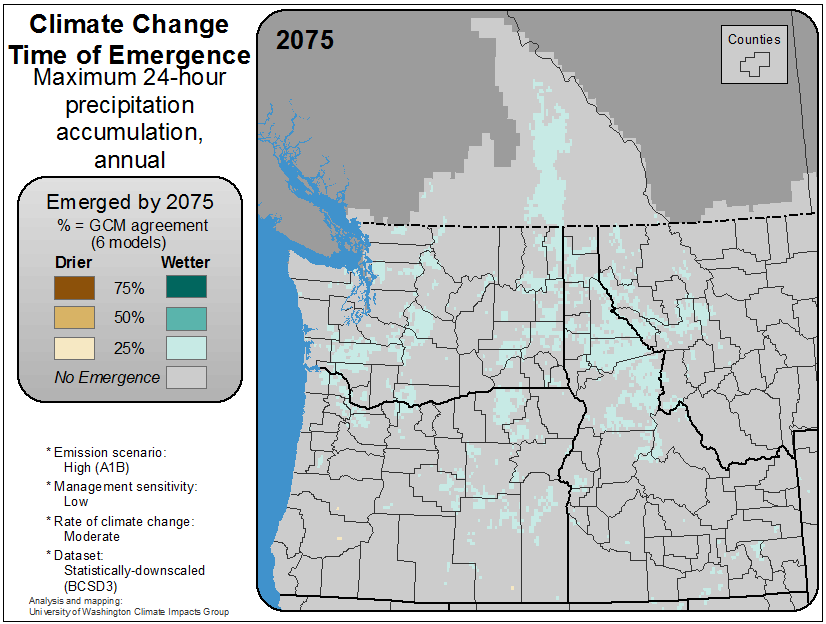 Climate Change
Time of Emergence
Maximum 24-hour
precipitation
accumulation,
annual
2075
Counties
Emerged by 2075
% = GCM agreement
(6 models)
Drier Wetter
75%
50%
25%
No Emergence
* Emission scenario:
High (A1B)
* Management sensitivity:
Low
* Rate of climate change:
Moderate
* Dataset:
Statistically-downscaled
(BCSD3)
Analysis and mapping:
University of Washington Climate Impacts Group